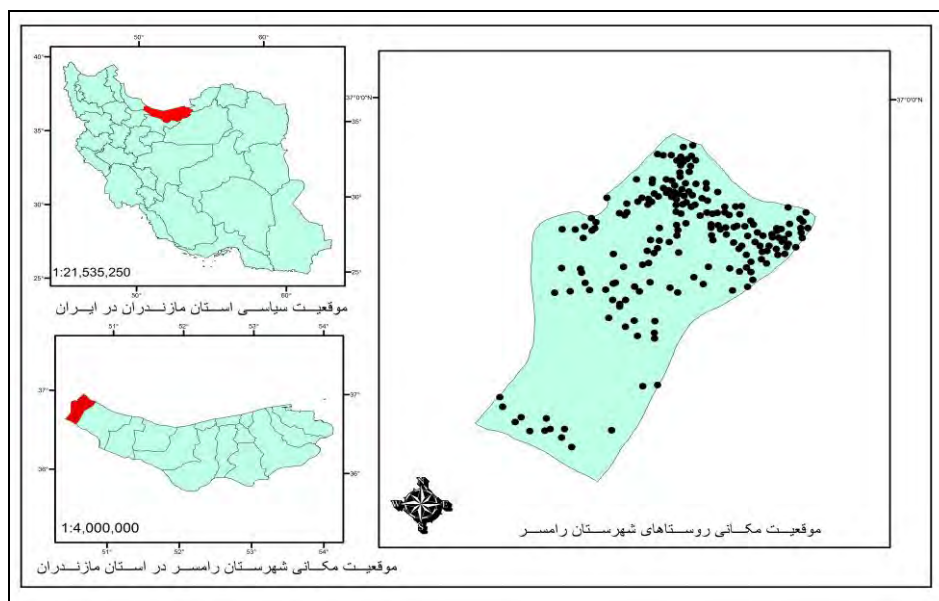 50° 60°
40°
35°
30°
25°
35°
30°
25°
1:21,535,250
50° 60°
موقعیت سیاسی استان مازندران در ایران
51° 52° 53° 54°
37°
36°
37°
36°
1:4,000,000
51° 52° 53° 54°
موقعیت مکانی شهرستان رامسر در استان مازندران
37°0'0"N
37°0'0"N
موقعیت مکانی روستاهای شهرستان رامسر